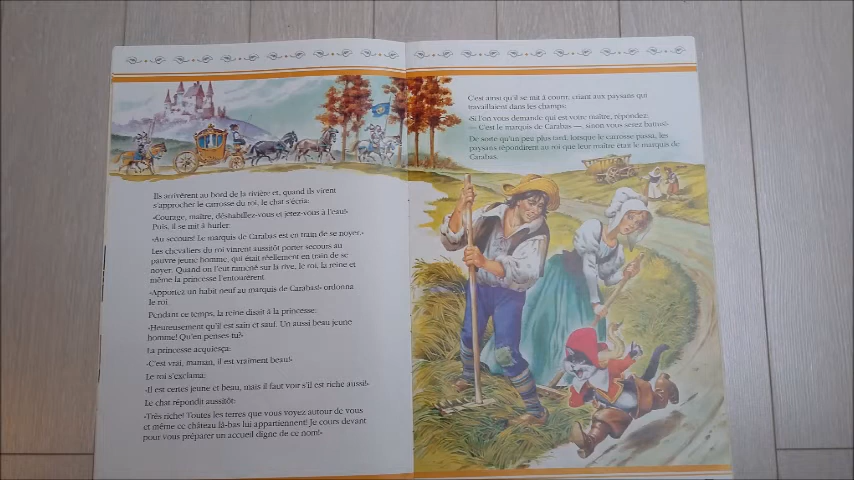 Ils arrivèrent au bord de la rivière et, quand ils virent
s'approcher le carrosse du roi, le chat s'écria:
«Courage, maître, déshabillez-vous et jetez-vous à l'eau!»
Puis, il se mit à hurler:
«Au secours! Le marquis de Carabas est en train de se noyer.»
Les chevaliers du roi vinrent aussitôt porter secours au
pauvre jeune homme, qui était réellement en train de se
noyer. Quand on l'eut ramené sur la rive, le roi, la reine et
même la princesse l'entourèrent.
«Apportez un habit neuf au marquis de Carabas!» ordonna
le roi.
Pendant ce temps, la reine disait à la princesse:
«Heureusement qu'il est sain et sauf. Un aussi beau jeune
homme! Qu'en penses-tu?»
La princesse acquiesça:
«C'est vrai, maman, il est vraiment beau!»
Le roi s'exclama:
«Il est certes jeune et beau, mais il faut voir s'il est riche aussi!»
Le chat répondit aussitôt:
«Très riche! Toutes les terres que vous voyez autour de vous
et même ce château là-bas lui appartiennent! Je cours devant
pour vous préparer un accueil digne de ce nom!»
C'est ainsi qu'il se mit à courir, criant aux paysans qui
travaillaient dans les champs:
«Si l'on vous demande qui est votre maître, répondez:
— C'est le marquis de Carabas —, sinon vous serez battus!»
De sorte qu'un peu plus tard, lorsque le carrosse passa, les
paysans répondirent au roi que leur maître était le marquis de
Carabas.